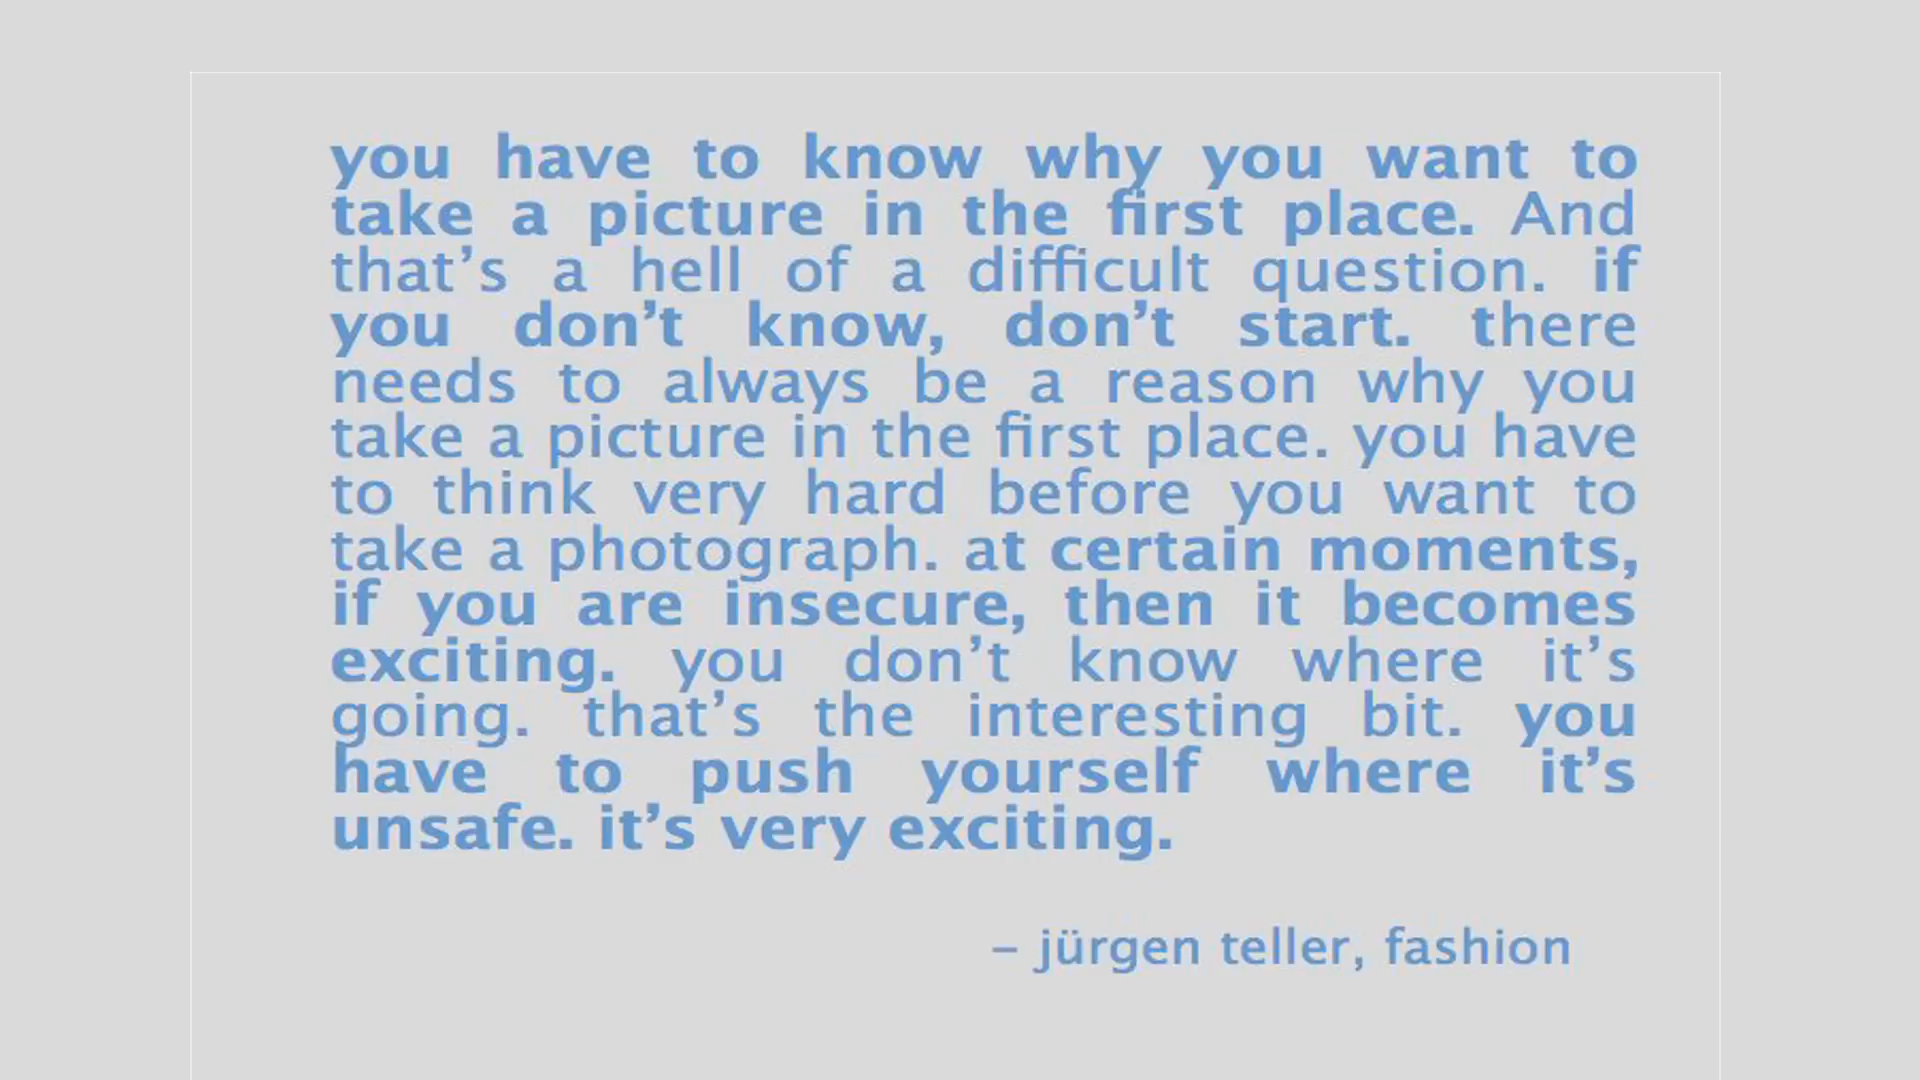 you have to know why you want to
take a picture in the first place. And
that’s a hell of a difficult question. if
you don’t know, don’t start. there
needs to always be a reason why you
take a picture in the first place. you have
to think very hard before you want to
take a photograph. at certain moments,
if you are insecure, then it becomes
exciting. you don’t know where it’s
going. that’s the interesting bit. you
have to push yourself where it’s
unsafe. it’s very exciting.
– jürgen teller, fashion